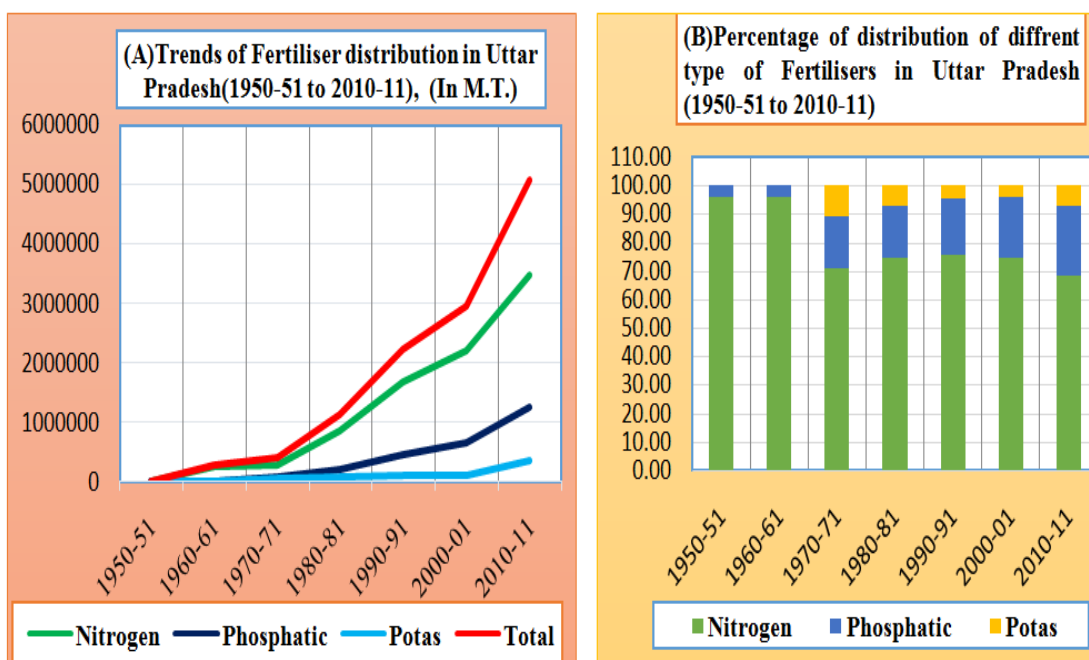 (A)Trends of Fertiliser distribution in Uttar
Pradesh(1950-51 to 2010-11), (In M.T.)
6000000
5000000
4000000
3000000
2000000
1000000
0
1950-51
1960-61
1970-71
1980-81
1990-91
2000-01
2010-11
Nitrogen
Phosphatic
Potas
Total
(B)Percentage of distribution of diffrent
type of Fertilisers in Uttar Pradesh
(1950-51 to 2010-11)
110.00
100.00
90.00
80.00
70.00
60.00
50.00
40.00
30.00
20.00
10.00
0.00
1950-51
1960-61
1970-71
1980-81
1990-91
2000-01
2010-11
Nitrogen
Phosphatic
Potas